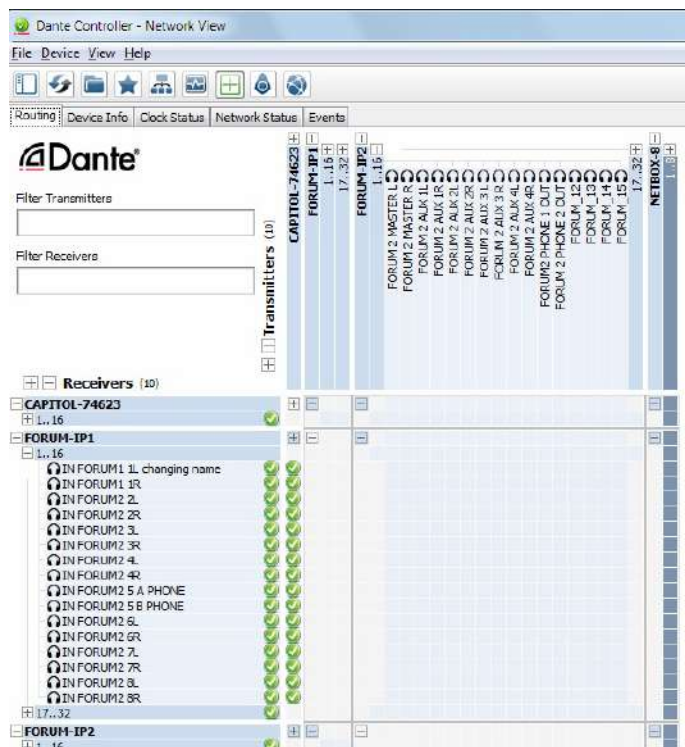 Dante Controller - Network View
File Device View Help
Routing Device Info Clock Status Network Status Events
Dante®
Filter Transmitters
Filter Receivers
Transmitters (10)
CAPITOL-74623
FORUM-IP1
1..16
17..32
FORUM-IP2
1..16
FORUM 2 MASTER L
FORUM 2 MASTER R
FORUM 2 AUX 1L
FORUM 2 AUX 1R
FORUM 2 AUX 2L
FORUM 2 AUX 2R
FORUM 2 AUX 3 L
FORUM 2 AUX 3 R
FORUM 2 AUX 4L
FORUM 2 AUX 4R
FORUM2 PHONE 1 OUT
FORUM 2 PHONE 2 OUT
FORUM_12
FORUM_13
FORUM_14
FORUM_15
17..32
NETBOX-8
1..8
Receivers (10)
CAPITOL-74623
1..16
FORUM-IP1
1..16
IN FORUM1 1L changing name
IN FORUM1 1R
IN FORUM2 2L
IN FORUM2 2R
IN FORUM2 3L
IN FORUM2 3R
IN FORUM2 4L
IN FORUM2 4R
IN FORUM2 5 A PHONE
IN FORUM2 5 B PHONE
IN FORUM2 6L
IN FORUM2 6R
IN FORUM2 7L
IN FORUM2 7R
IN FORUM2 8L
IN FORUM2 8R
17..32
FORUM-IP2
1..16